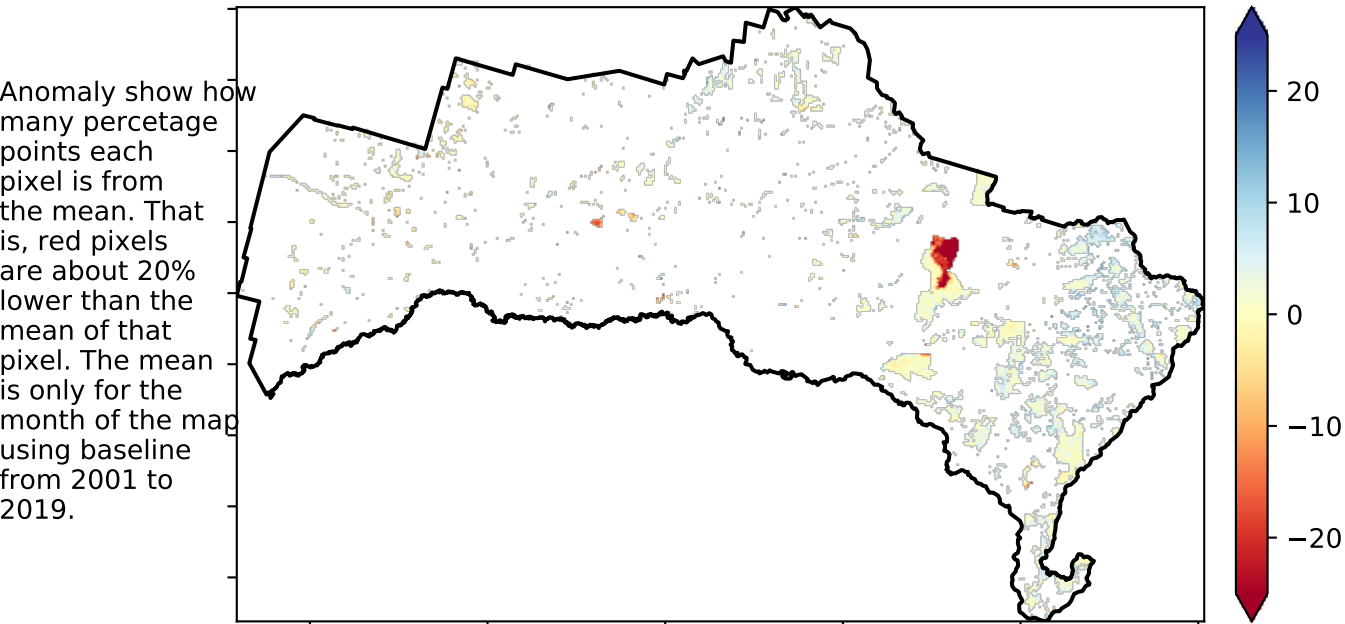 Anomaly show how
many percetage
points each
pixel is from
the mean. That
is, red pixels
are about 20%
lower than the
mean of that
pixel. The mean
is only for the
month of the map
using baseline
from 2001 to
2019.
20
10
0
−10
−20